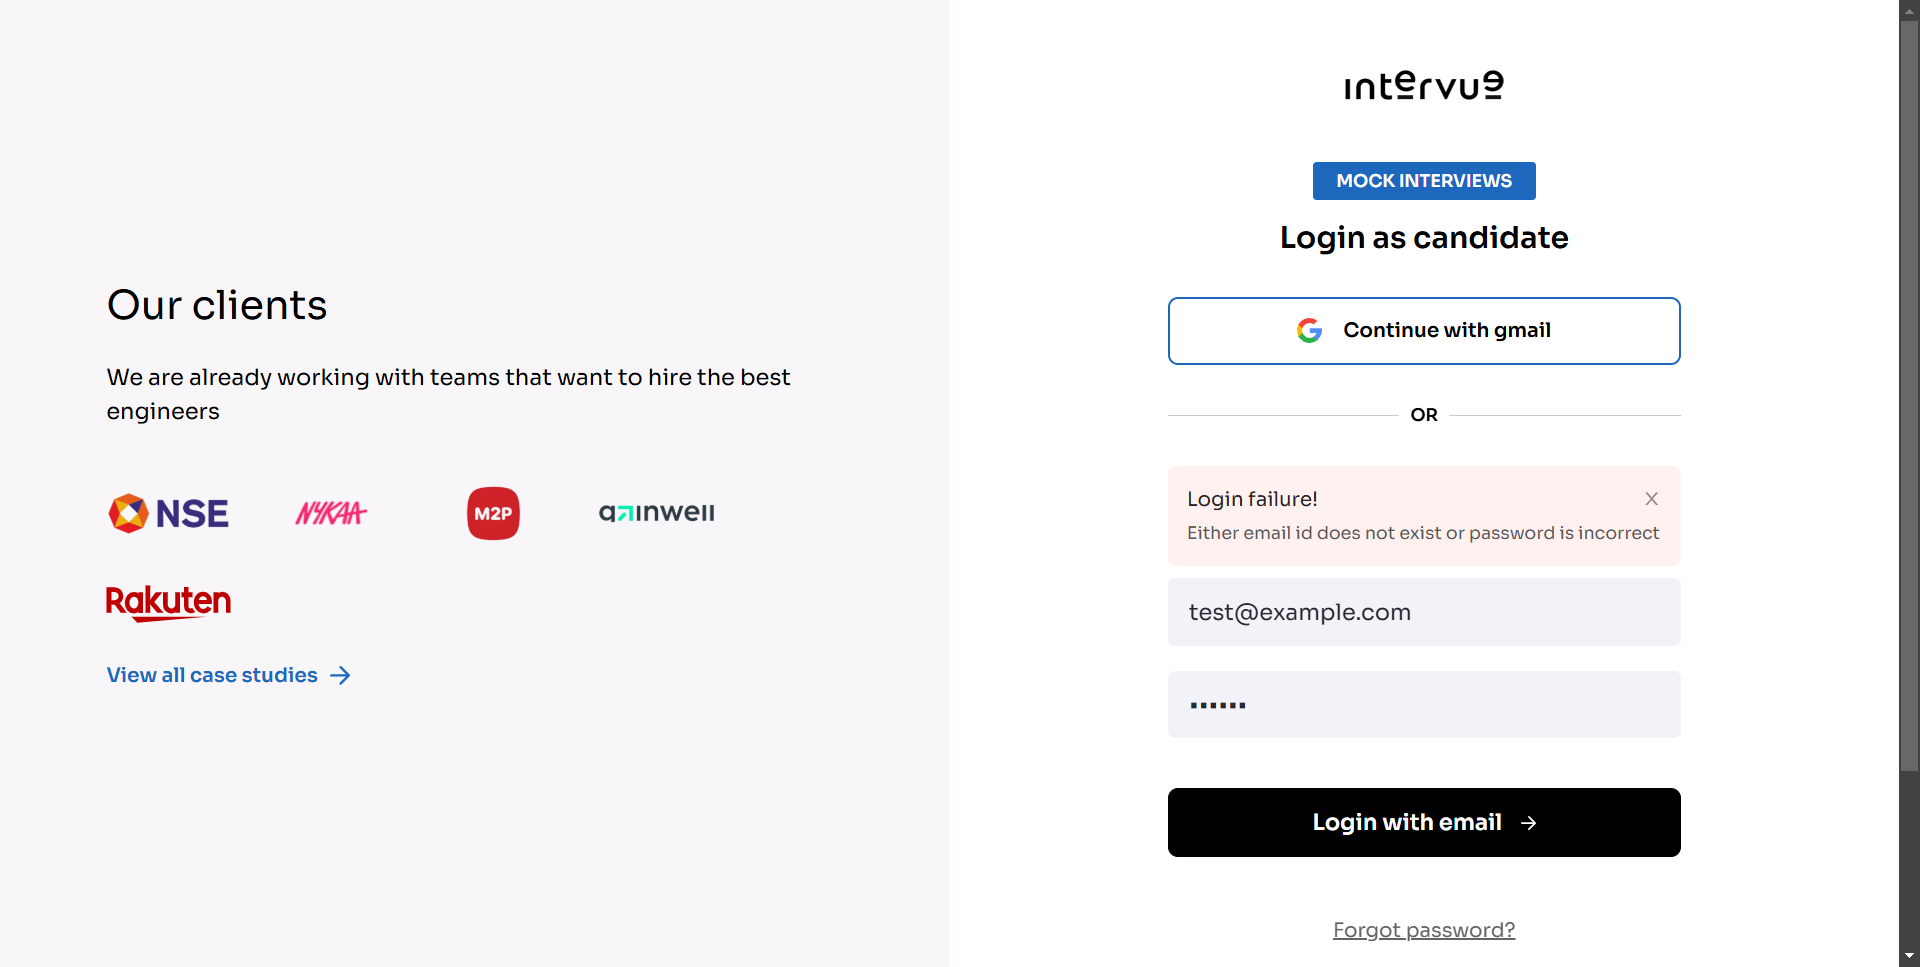 Our clients
We are already working with teams that want to hire the best
engineers
NSE
NYKAA
M2P
gainwell
Rakuten
View all case studies
intervue
MOCK INTERVIEWS
Login as candidate
Continue with gmail
OR
Login failure!
Either email id does not exist or password is incorrect
test@example.com
Login with email
Forgot password?